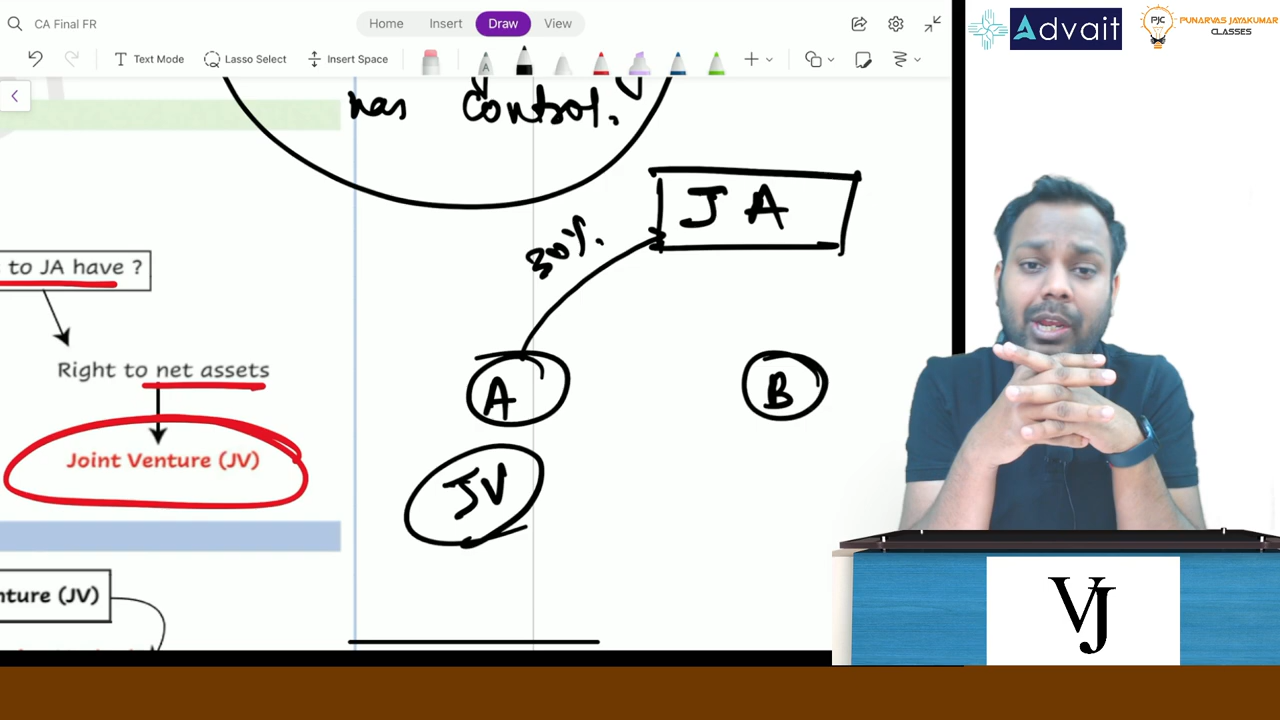 CA Final FR
Home Insert Draw View
Text Mode Lasso Select Insert Space
Advait
PJC PUNARVAS JAYAKUMAR
CLASSES
has control.
J A
30%.
to JA have ?
Right to net assets
A
B
Joint Venture (JV)
JV
nture (JV)
VJ